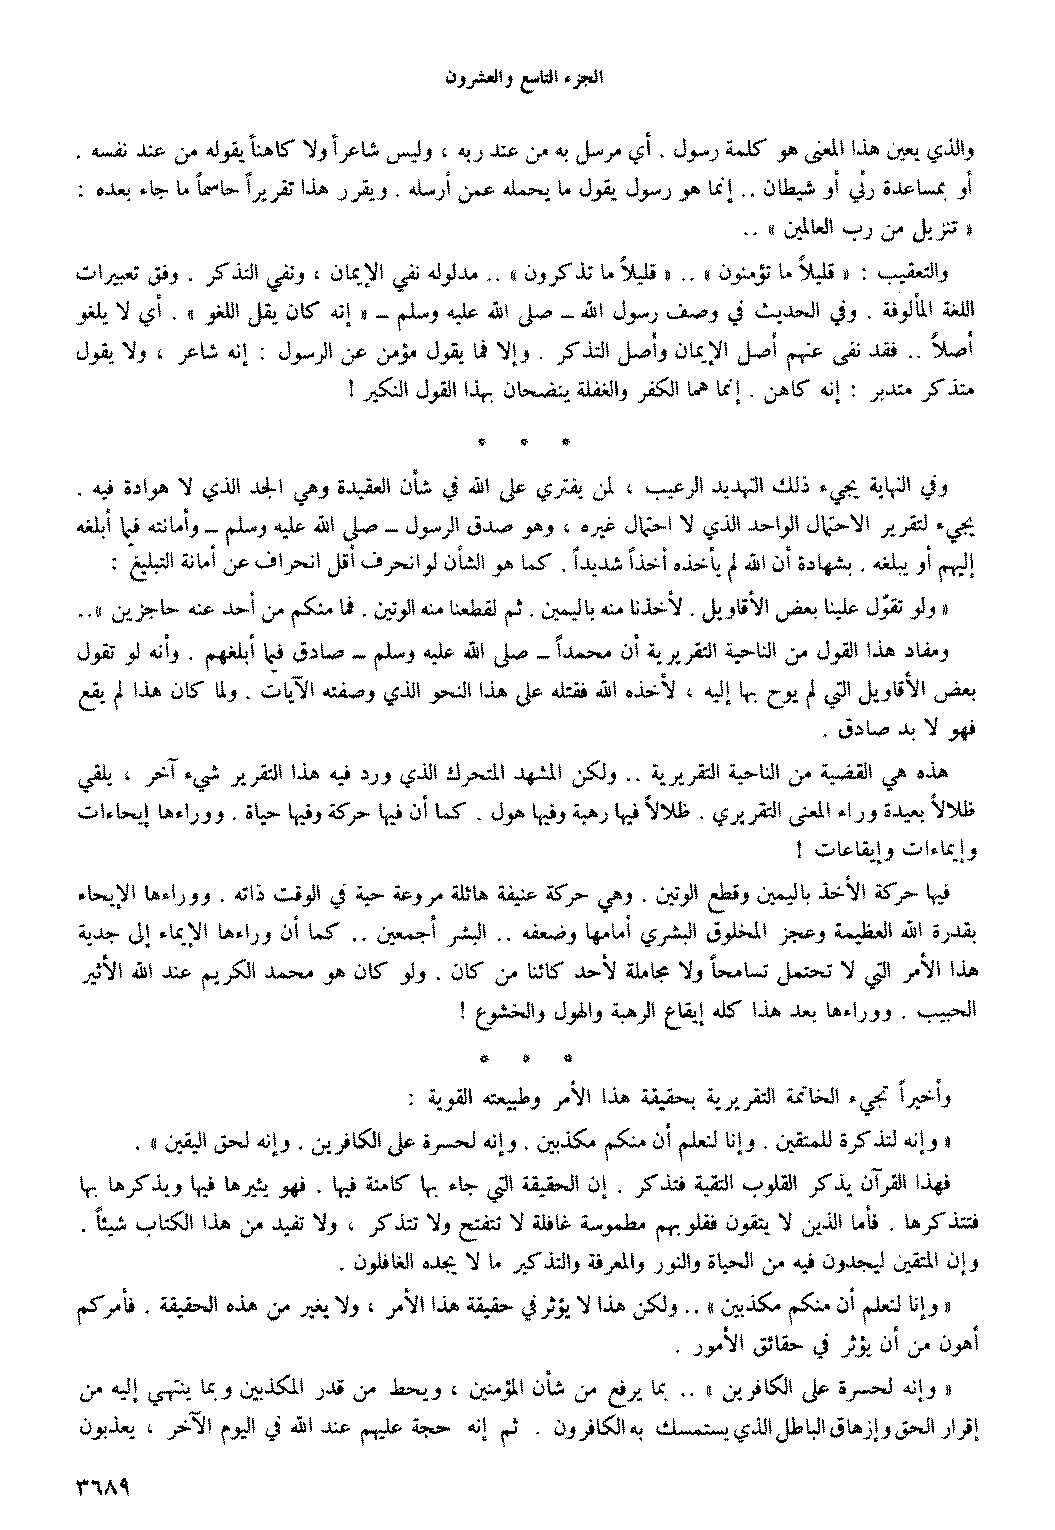 الجزء التاسع والعشرون
والذي يعين هذا المعنى هو كلمة رسول . أي مرسل به من عند ربه ، وليس شاعراً ولا كاهناً يقوله من عند نفسه .
أو بمساعدة رئي أو شيطان .. إنما هو رسول يقول ما يحمله عمن أرسله . ويقرر هذا تقريراً حاسماً ما جاء بعده :
« تنزيل من رب العالمين » ..
والتعقيب : « قليلاً ما تؤمنون » .. « قليلاً ما تذكرون » .. مدلوله نفي الإيمان ، ونفي التذكر . وفق تعبيرات
اللغة المألوفة . وفي الحديث في وصف رسول الله ــ صلى الله عليه وسلم ــ « إنه كان يقل اللغو » . أي لا يلغو
أصلاً .. فقد نفى عنهم أصل الإيمان وأصل التذكر . وإلا فما يقول مؤمن عن الرسول : إنه شاعر ، ولا يقول
متذكر متدبر : إنه كاهن . إنما هما الكفر والغفلة ينضحان بهذا القول النكير !
* * *
وفي النهاية يجيء ذلك التهديد الرعيب ، لمن يفتري على الله في شأن العقيدة وهي الجد الذي لا هوادة فيه .
يجيء لتقرير الاحتمال الواحد الذي لا احتمال غيره ، وهو صدق الرسول ــ صلى الله عليه وسلم ــ وأمانته فيما أبلغه
إليهم أو يبلغه . بشهادة أن الله لم يأخذه أخذاً شديداً . كما هو الشأن لو انحرف أقل انحراف عن أمانة التبليغ :
« ولو تقوّل علينا بعض الأقاويل . لأخذنا منه باليمين . ثم لقطعنا منه الوتين . فما منكم من أحد عنه حاجزين » ..
ومفاد هذا القول من الناحية التقريرية أن محمداً ــ صلى الله عليه وسلم ــ صادق فيما أبلغهم . وأنه لو تقول
بعض الأقاويل التي لم يوح بها إليه ، لأخذه الله فقتله على هذا النحو الذي وصفته الآيات . ولما كان هذا لم يقع
فهو لا بد صادق .
هذه هي القضية من الناحية التقريرية .. ولكن المشهد المتحرك الذي ورد فيه هذا التقرير شيء آخر ، يلقي
ظلالاً بعيدة وراء المعنى التقريري . ظلالاً فيها رهبة وفيها هول . كما أن فيها حركة وفيها حياة . ووراءها إيحاءات
وإيماءات وإيقاعات !
فيها حركة الأخذ باليمين وقطع الوتين . وهي حركة عنيفة هائلة مروعة حية في الوقت ذاته . ووراءها الإيحاء
بقدرة الله العظيمة وعجز المخلوق البشري أمامها وضعفه .. البشر أجمعين .. كما أن وراءها الإيماء إلى جدية
هذا الأمر التي لا تحتمل تسامحاً ولا مجاملة لأحد كائنا من كان . ولو كان هو محمد الكريم عند الله الأثير
الحبيب . ووراءها بعد هذا كله إيقاع الرهبة والهول والخشوع !
* * *
وأخيراً تجيء الخاتمة التقريرية بحقيقة هذا الأمر وطبيعته القوية :
« وإنه لتذكرة للمتقين . وإنا لنعلم أن منكم مكذبين . وإنه لحسرة على الكافرين . وإنه لحق اليقين » .
فهذا القرآن يذكر القلوب التقية فتذكر . إن الحقيقة التي جاء بها كامنة فيها . فهو يثيرها فيها ويذكرها بها
فتتذكرها . فأما الذين لا يتقون فقلوبهم مطموسة غافلة لا تتفتح ولا تتذكر ، ولا تفيد من هذا الكتاب شيئاً .
وإن المتقين ليجدون فيه من الحياة والنور والمعرفة والتذكير ما لا يجده الغافلون .
« وإنا لنعلم أن منكم مكذبين » .. ولكن هذا لا يؤثر في حقيقة هذا الأمر ، ولا يغير من هذه الحقيقة . فأمركم
أهون من أن يؤثر في حقائق الأمور .
« وإنه لحسرة على الكافرين » .. بما يرفع من شأن المؤمنين ، ويحط من قدر المكذبين وبما ينتهي إليه من
إقرار الحق وإزهاق الباطل الذي يستمسك به الكافرون . ثم إنه حجة عليهم عند الله في اليوم الآخر ، يعذبون
٣٦٨٩